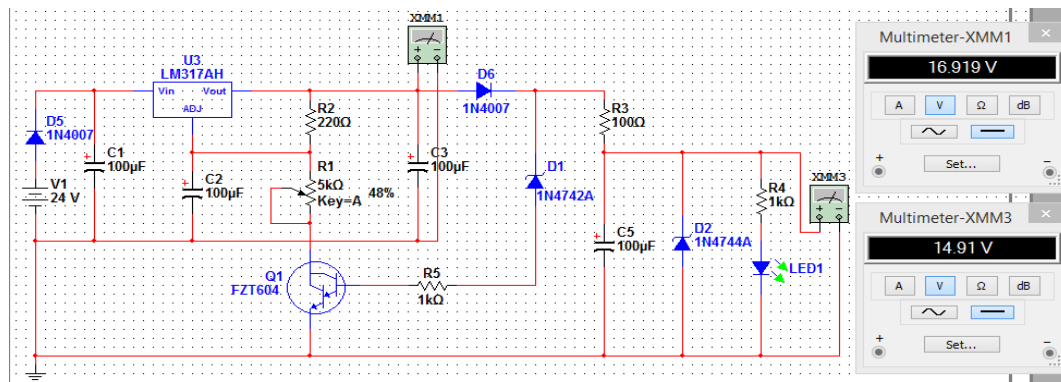 XMM1
+ -
U3
LM317AH
Vin Vout
ADJ
D6
1N4007
D5
1N4007
R2
220Ω
R3
100Ω
C1
100µF
C2
100µF
R1
5kΩ
Key=A
48%
C3
100µF
D1
1N4742A
V1
24 V
R4
1kΩ
XMM3
+ -
C5
100µF
D2
1N4744A
LED1
Q1
FZT604
R5
1kΩ
Multimeter-XMM1 ×
16.919 V
A V Ω dB
Set...
+ -
Multimeter-XMM3 ×
14.91 V
A V Ω dB
Set...
+ -